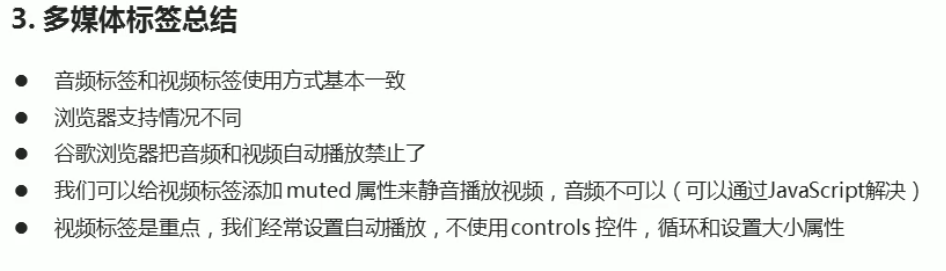 3. 多媒体标签总结
● 音频标签和视频标签使用方式基本一致
● 浏览器支持情况不同
● 谷歌浏览器把音频和视频自动播放禁止了
● 我们可以给视频标签添加 muted 属性来静音播放视频，音频不可以（可以通过JavaScript解决）
● 视频标签是重点，我们经常设置自动播放，不使用 controls 控件，循环和设置大小属性